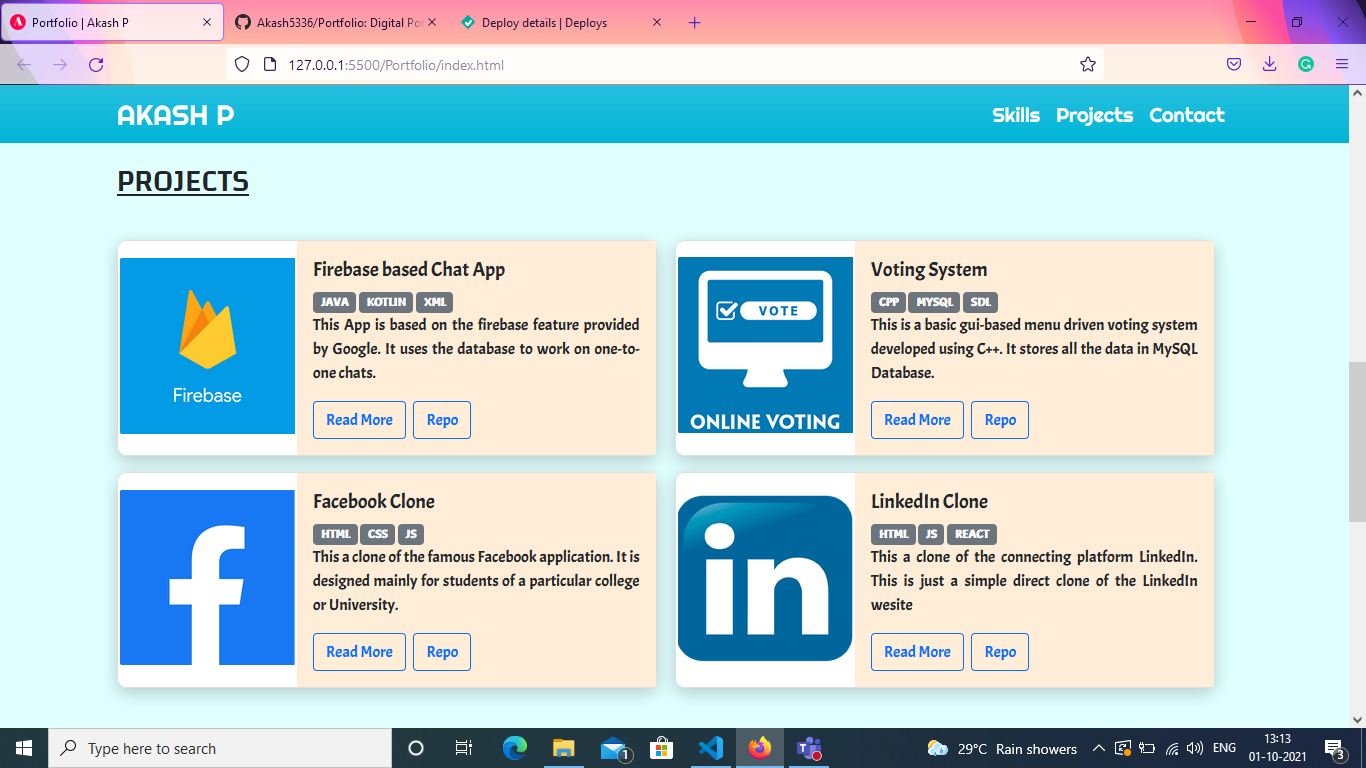 Portfolio | Akash P
Akash5336/Portfolio: Digital Po
Deploy details | Deploys
127.0.0.1:5500/Portfolio/index.html
AKASH P
Skills Projects Contact
PROJECTS
Firebase
Firebase based Chat App
JAVA KOTLIN XML
This App is based on the firebase feature provided
by Google. It uses the database to work on one-to-
one chats.
Read More Repo
VOTE
ONLINE VOTING
Voting System
CPP MYSQL SDL
This is a basic gui-based menu driven voting system
developed using C++. It stores all the data in MySQL
Database.
Read More Repo
f
Facebook Clone
HTML CSS JS
This a clone of the famous Facebook application. It is
designed mainly for students of a particular college
or University.
Read More Repo
in
LinkedIn Clone
HTML JS REACT
This a clone of the connecting platform LinkedIn.
This is just a simple direct clone of the LinkedIn
wesite
Read More Repo
Type here to search
1
29°C Rain showers
ENG
13:13
01-10-2021
3